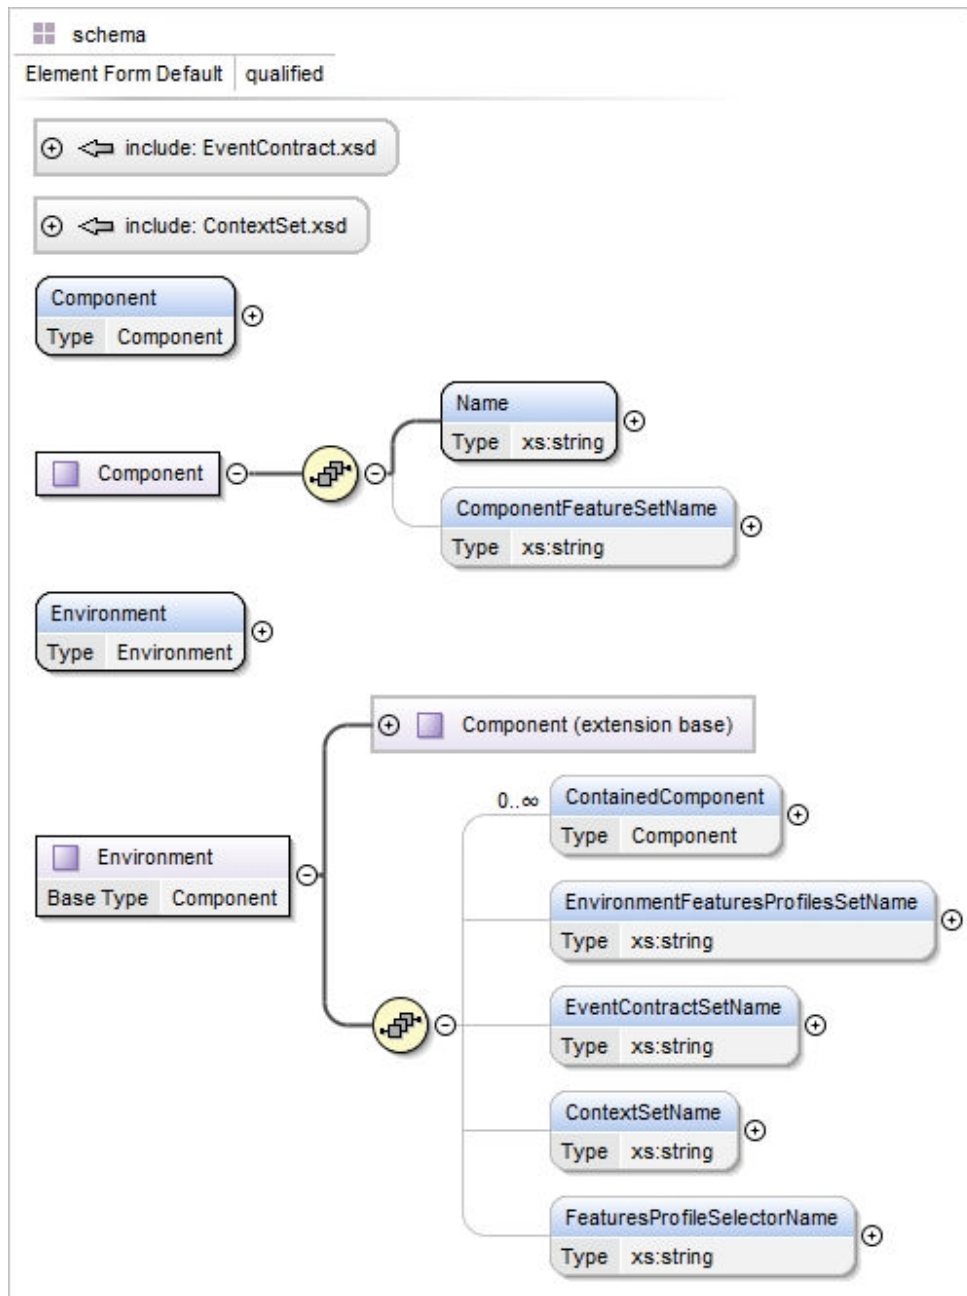 schema
Element Form Default qualified
include: EventContract.xsd
include: ContextSet.xsd
Component
Type Component
Name
Type xs:string
Component
ComponentFeatureSetName
Type xs:string
Environment
Type Environment
Component (extension base)
0..∞ ContainedComponent
Type Component
Environment
Base Type Component
EnvironmentFeaturesProfilesSetName
Type xs:string
EventContractSetName
Type xs:string
ContextSetName
Type xs:string
FeaturesProfileSelectorName
Type xs:string